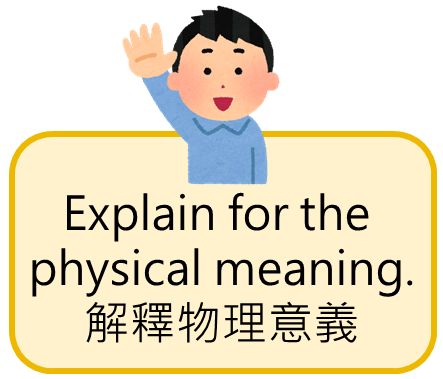 Explain for the
physical meaning.
解釋物理意義